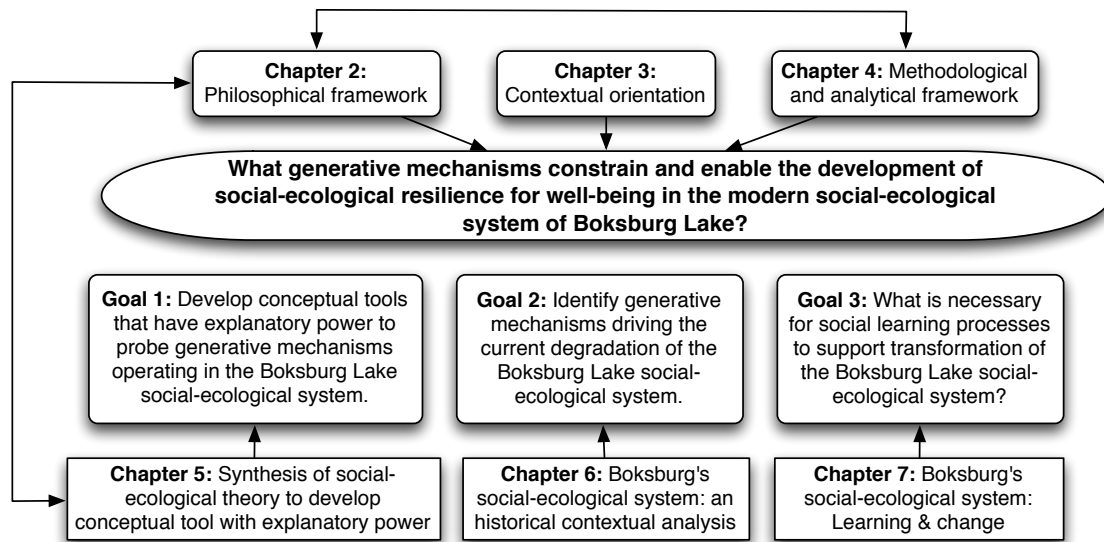 Chapter 2:
Philosophical framework
Chapter 3:
Contextual orientation
Chapter 4: Methodological
and analytical framework
What generative mechanisms constrain and enable the development of
social-ecological resilience for well-being in the modern social-ecological
system of Boksburg Lake?
Goal 1: Develop conceptual tools
that have explanatory power to
probe generative mechanisms
operating in the Boksburg Lake
social-ecological system.
Goal 2: Identify generative
mechanisms driving the
current degradation of the
Boksburg Lake social-
ecological system.
Goal 3: What is necessary
for social learning processes
to support transformation of
the Boksburg Lake social-
ecological system?
Chapter 5: Synthesis of social-
ecological theory to develop
conceptual tool with explanatory power
Chapter 6: Boksburg's
social-ecological system: an
historical contextual analysis
Chapter 7: Boksburg's
social-ecological system:
Learning & change